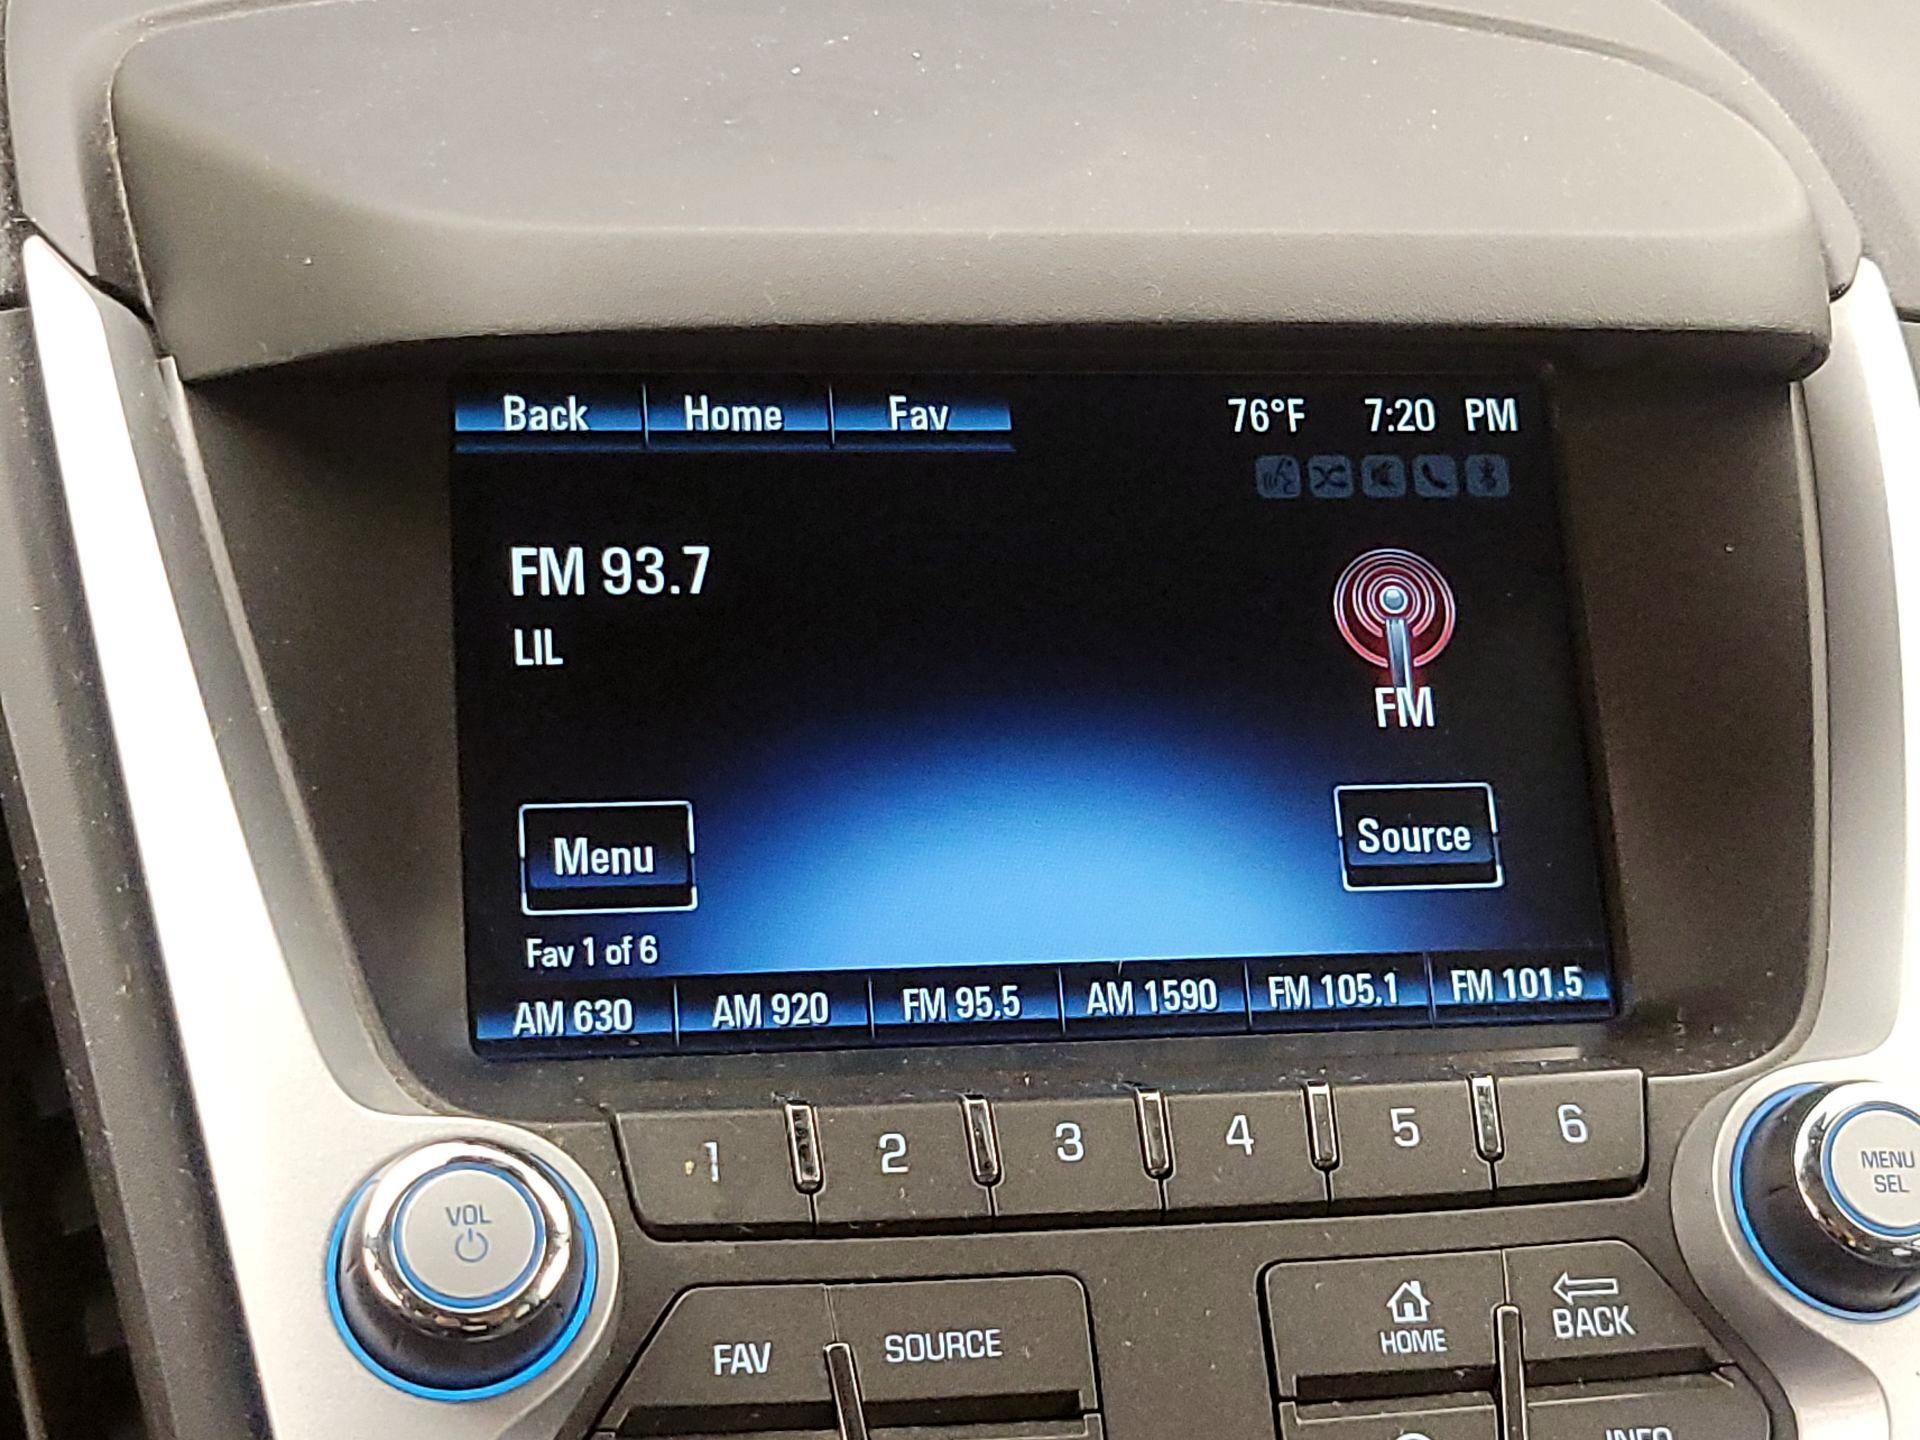 Back Home Fav 76°F 7:20 PM
FM 93.7
LIL
FM
Menu Source
Fav 1 of 6
AM 630 AM 920 FM 95.5 AM 1590 FM 105.1 FM 101.5
1 2 3 4 5 6
VOL
MENU
SEL
FAV SOURCE
HOME
BACK
INFO